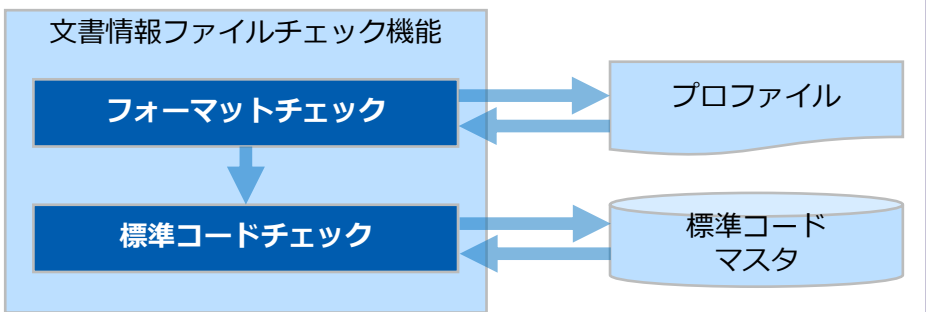 文書情報ファイルチェック機能
フォーマットチェック
プロファイル
標準コードチェック
標準コード
マスタ